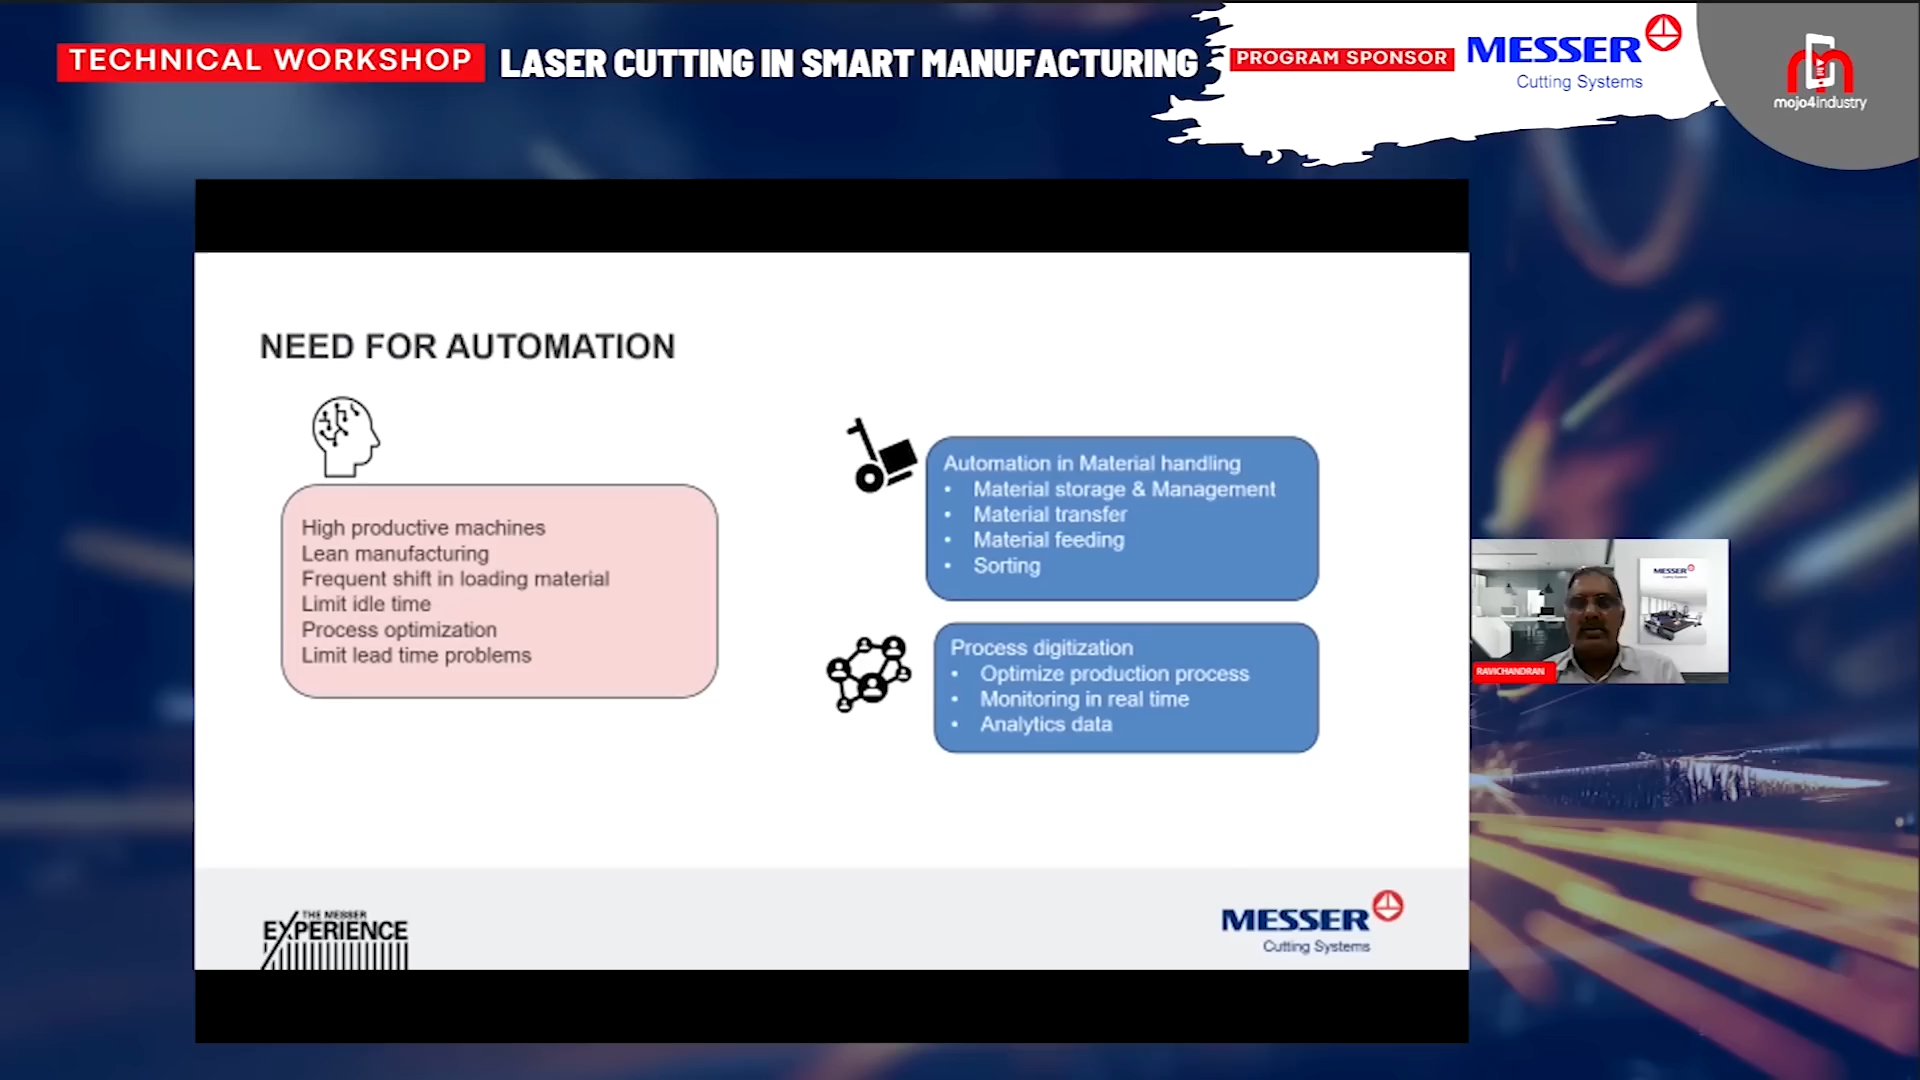 TECHNICAL WORKSHOP
LASER CUTTING IN SMART MANUFACTURING
PROGRAM SPONSOR
MESSER
Cutting Systems
mojo4industry
NEED FOR AUTOMATION
High productive machines
Lean manufacturing
Frequent shift in loading material
Limit idle time
Process optimization
Limit lead time problems
Automation in Material handling
• Material storage & Management
• Material transfer
• Material feeding
• Sorting
Process digitization
• Optimize production process
• Monitoring in real time
• Analytics data
MESSER
RAVICHANDRAN
THE MESSER
EXPERIENCE
MESSER
Cutting Systems